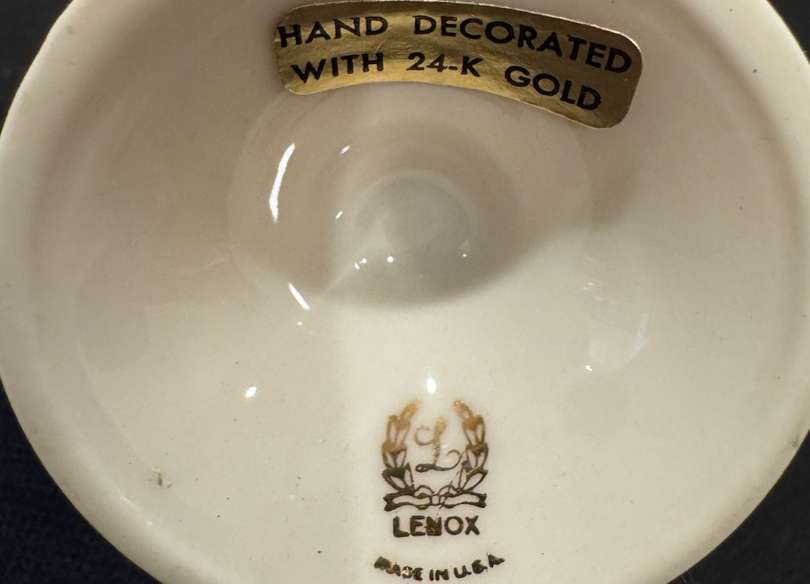 HAND DECORATED
WITH 24-K GOLD
L
LENOX
MADE IN U.S.A.